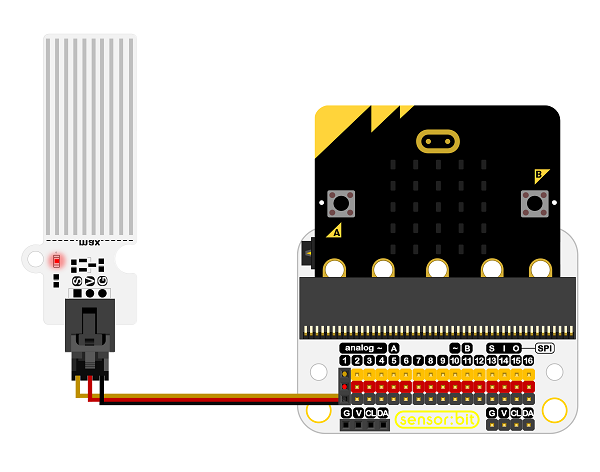 max
S V G
B
A
analog ~ A ~ B S I O SPI
1 2 3 4 5 6 7 8 9 10 11 12 13 14 15 16
G V CL DA sensor:bit G V CL DA